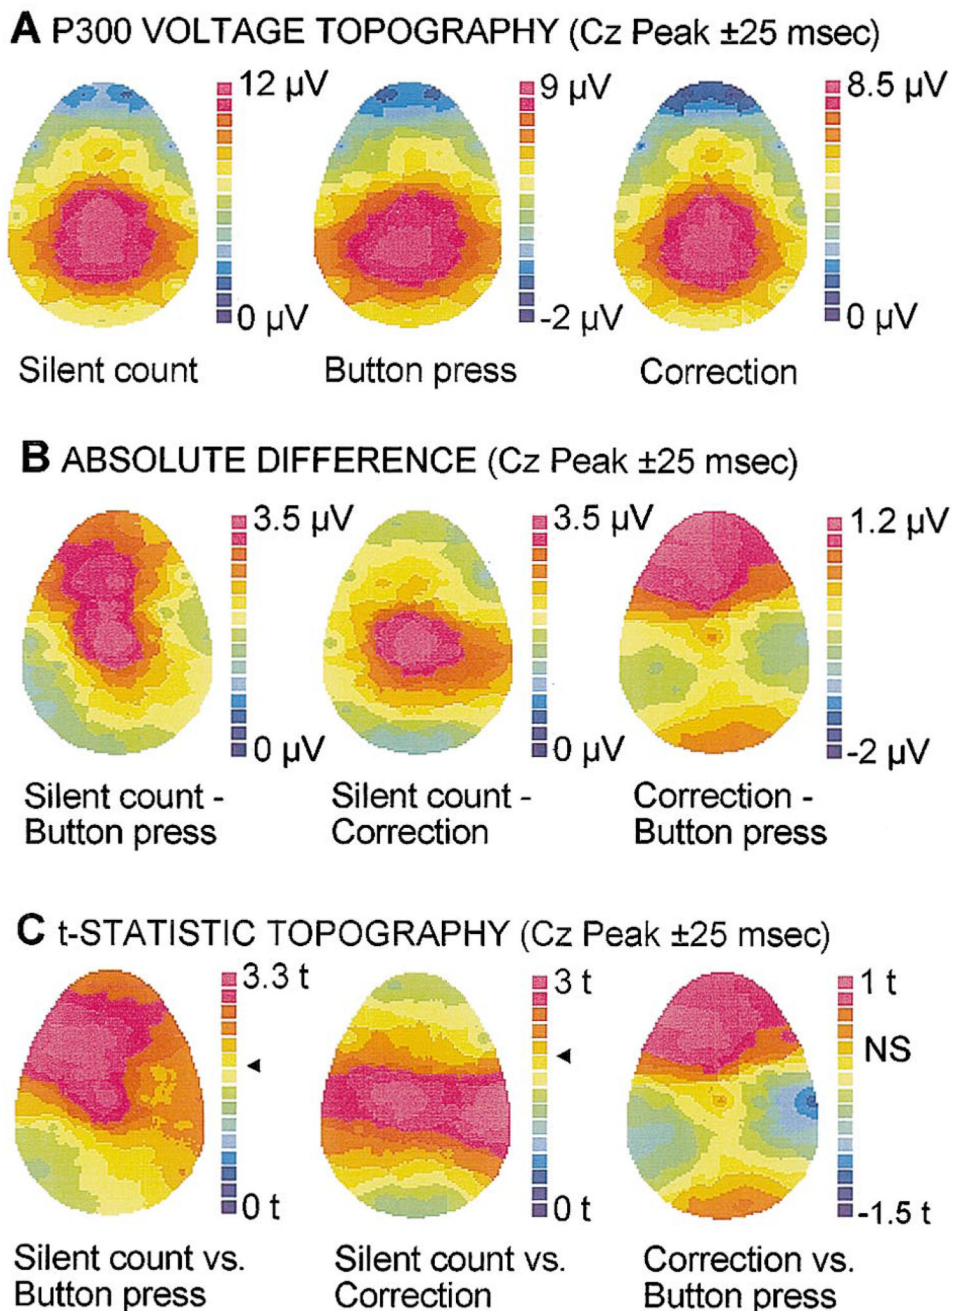 A P300 VOLTAGE TOPOGRAPHY (Cz Peak ±25 msec)
12 µV
9 µV
8.5 µV
0 µV
-2 µV
0 µV
Silent count
Button press
Correction
B ABSOLUTE DIFFERENCE (Cz Peak ±25 msec)
3.5 µV
3.5 µV
1.2 µV
0 µV
0 µV
-2 µV
Silent count -
Button press
Silent count -
Correction
Correction -
Button press
C t-STATISTIC TOPOGRAPHY (Cz Peak ±25 msec)
3.3 t
3 t
1 t
NS
0 t
0 t
-1.5 t
Silent count vs.
Button press
Silent count vs.
Correction
Correction vs.
Button press